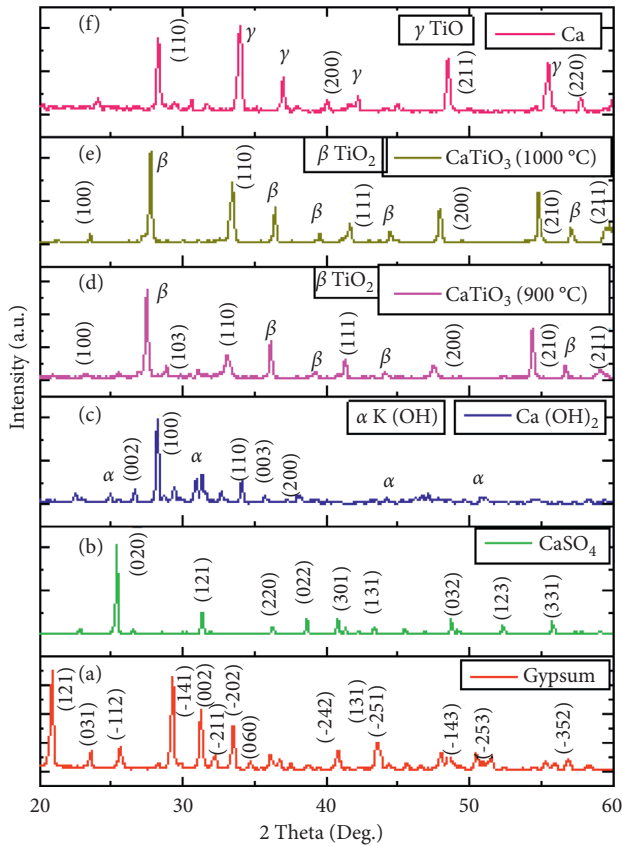 (f)
(110)
γ
γ
(200)
γ
γ TiO
Ca
(211)
γ
(220)
(e)
(100)
β
(110)
β
β TiO2
CaTiO3 (1000 °C)
β
(111)
β
(200)
(210)
β
(211)
(d)
(100)
β
(103)
(110)
β
β TiO2
CaTiO3 (900 °C)
β
(111)
β
(200)
(210)
β
(211)
Intensity (a.u.)
(c)
α
(002)
(100)
α
(110)
(003)
(200)
α K (OH)
Ca (OH)2
α
α
(b)
(020)
(121)
(220)
(022)
(301)
(131)
CaSO4
(032)
(123)
(331)
(a)
(121)
(031)
(-112)
(-141)
(002)
(-211)
(-202)
(060)
(-242)
(131)
(-251)
Gypsum
(-143)
(-253)
(-352)
20 30 40 50 60
2 Theta (Deg.)